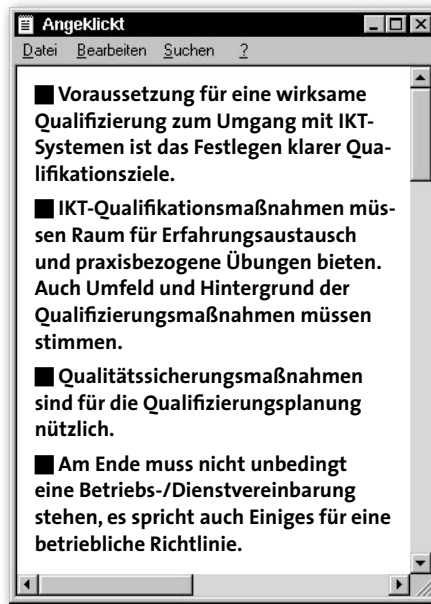 Angeklickt
Datei Bearbeiten Suchen ?
■ Voraussetzung für eine wirksame
Qualifizierung zum Umgang mit IKT-
Systemen ist das Festlegen klarer Qua-
lifikationsziele.
■ IKT-Qualifikationsmaßnahmen müs-
sen Raum für Erfahrungsaustausch
und praxisbezogene Übungen bieten.
Auch Umfeld und Hintergrund der
Qualifizierungsmaßnahmen müssen
stimmen.
■ Qualitätssicherungsmaßnahmen
sind für die Qualifizierungsplanung
nützlich.
■ Am Ende muss nicht unbedingt
eine Betriebs-/Dienstvereinbarung
stehen, es spricht auch Einiges für eine
betriebliche Richtlinie.